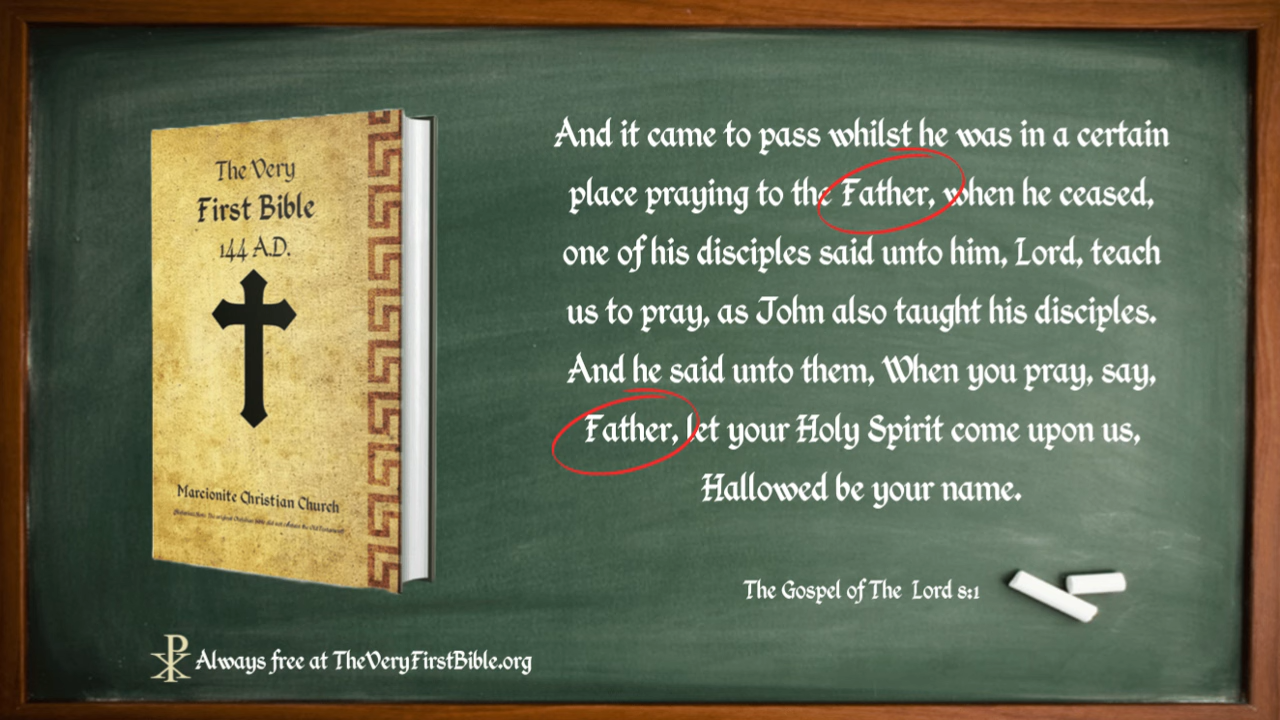 The Very
First Bible
144 A.D.
Marcionite Christian Church
And it came to pass whilst he was in a certain
place praying to the Father, when he ceased,
one of his disciples said unto him, Lord, teach
us to pray, as John also taught his disciples.
And he said unto them, When you pray, say,
Father, let your Holy Spirit come upon us,
Hallowed be your name.
The Gospel of The Lord 8:1
Always free at TheVeryFirstBible.org